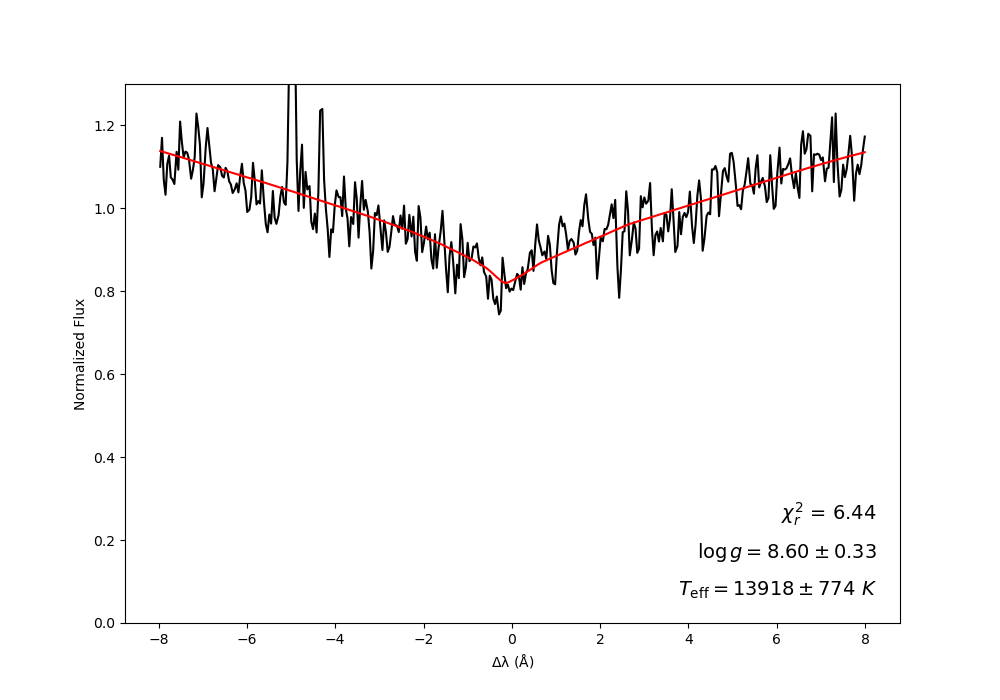 1.2
1.0
0.8
0.6
0.4
0.2
0.0
Normalized Flux
χ²ᵣ = 6.44
log g = 8.60 ± 0.33
T_eff = 13918 ± 774 K
−8 −6 −4 −2 0 2 4 6 8
Δλ (Å)